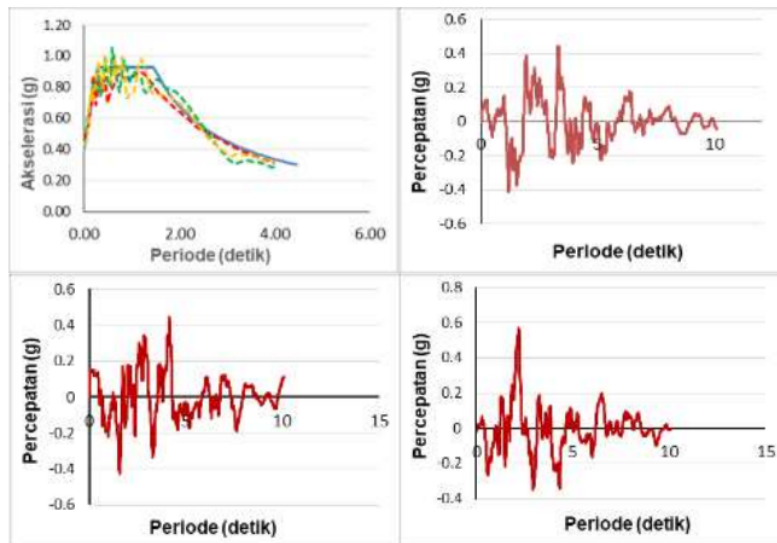 1.20
1.00
0.80
0.60
0.40
0.20
0.00
Akselerasi (g)
0.00 2.00 4.00 6.00
Periode (detik)
0.6
0.4
0.2
0
-0.2
-0.4
-0.6
Percepatan (g)
0 5 10 15
Periode (detik)
0.6
0.4
0.2
0
-0.2
-0.4
-0.6
Percepatan (g)
0 5 10 15
Periode (detik)
0.8
0.6
0.4
0.2
0
-0.2
-0.4
Percepatan (g)
0 5 10 15
Periode (detik)